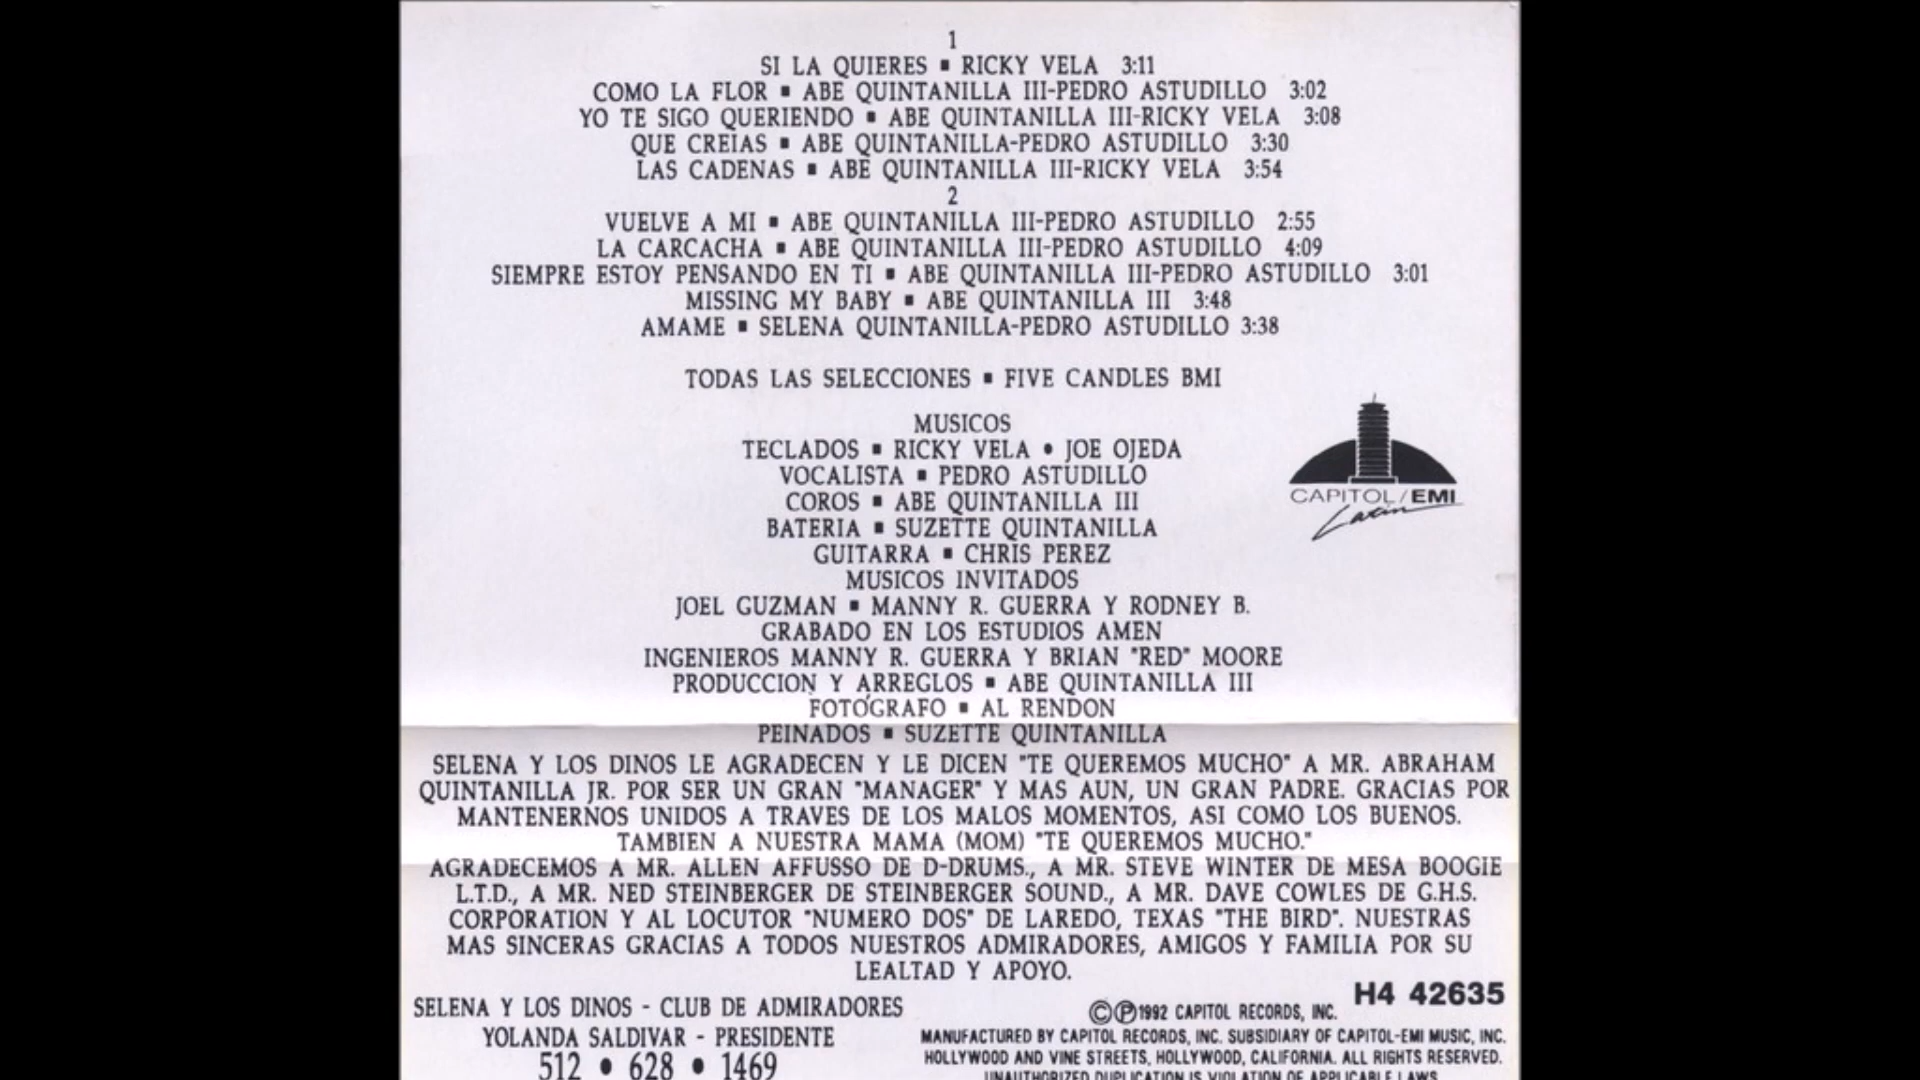 1
SI LA QUIERES ▪ RICKY VELA 3:11
COMO LA FLOR ▪ ABE QUINTANILLA III-PEDRO ASTUDILLO 3:02
YO TE SIGO QUERIENDO ▪ ABE QUINTANILLA III-RICKY VELA 3:08
QUE CREIAS ▪ ABE QUINTANILLA-PEDRO ASTUDILLO 3:30
LAS CADENAS ▪ ABE QUINTANILLA III-RICKY VELA 3:54
2
VUELVE A MI ▪ ABE QUINTANILLA III-PEDRO ASTUDILLO 2:55
LA CARCACHA ▪ ABE QUINTANILLA III-PEDRO ASTUDILLO 4:09
SIEMPRE ESTOY PENSANDO EN TI ▪ ABE QUINTANILLA III-PEDRO ASTUDILLO 3:01
MISSING MY BABY ▪ ABE QUINTANILLA III 3:48
AMAME ▪ SELENA QUINTANILLA-PEDRO ASTUDILLO 3:38
TODAS LAS SELECCIONES ▪ FIVE CANDLES BMI
MUSICOS
TECLADOS ▪ RICKY VELA • JOE OJEDA
VOCALISTA ▪ PEDRO ASTUDILLO
COROS ▪ ABE QUINTANILLA III
BATERIA ▪ SUZETTE QUINTANILLA
GUITARRA ▪ CHRIS PEREZ
MUSICOS INVITADOS
JOEL GUZMAN ▪ MANNY R. GUERRA Y RODNEY B.
GRABADO EN LOS ESTUDIOS AMEN
INGENIEROS MANNY R. GUERRA Y BRIAN "RED" MOORE
PRODUCCION Y ARREGLOS ▪ ABE QUINTANILLA III
FOTOGRAFO ▪ AL RENDON
PEINADOS ▪ SUZETTE QUINTANILLA
CAPITOL/EMI
Latin
SELENA Y LOS DINOS LE AGRADECEN Y LE DICEN "TE QUEREMOS MUCHO" A MR. ABRAHAM
QUINTANILLA JR. POR SER UN GRAN "MANAGER" Y MAS AUN, UN GRAN PADRE. GRACIAS POR
MANTENERNOS UNIDOS A TRAVES DE LOS MALOS MOMENTOS, ASI COMO LOS BUENOS.
TAMBIEN A NUESTRA MAMA (MOM) "TE QUEREMOS MUCHO."
AGRADECEMOS A MR. ALLEN AFFUSSO DE D-DRUMS., A MR. STEVE WINTER DE MESA BOOGIE
L.T.D., A MR. NED STEINBERGER DE STEINBERGER SOUND., A MR. DAVE COWLES DE G.H.S.
CORPORATION Y AL LOCUTOR "NUMERO DOS" DE LAREDO, TEXAS "THE BIRD". NUESTRAS
MAS SINCERAS GRACIAS A TODOS NUESTROS ADMIRADORES, AMIGOS Y FAMILIA POR SU
LEALTAD Y APOYO.
SELENA Y LOS DINOS - CLUB DE ADMIRADORES
YOLANDA SALDIVAR - PRESIDENTE
512 • 628 • 1469
H4 42635
©℗1992 CAPITOL RECORDS, INC.
MANUFACTURED BY CAPITOL RECORDS, INC. SUBSIDIARY OF CAPITOL-EMI MUSIC, INC.
HOLLYWOOD AND VINE STREETS, HOLLYWOOD, CALIFORNIA. ALL RIGHTS RESERVED.
UNAUTHORIZED DUPLICATION IS VIOLATION OF APPLICABLE LAWS.